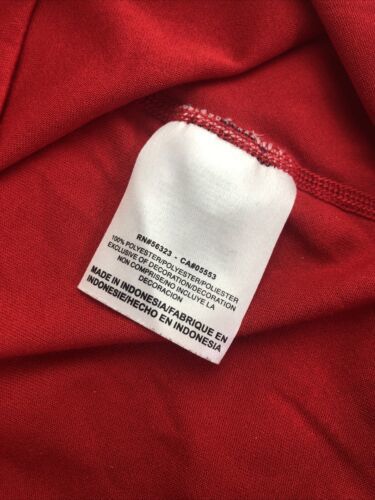 RN#56323 - CA#05553
100% POLYESTER/POLYESTER/POLIESTER
EXCLUSIVE OF DECORATION/DECORATION
NON COMPRISE/NO INCLUYE LA
DECORACION
MADE IN INDONESIA/FABRIQUE EN
INDONESIE/HECHO EN INDONESIA